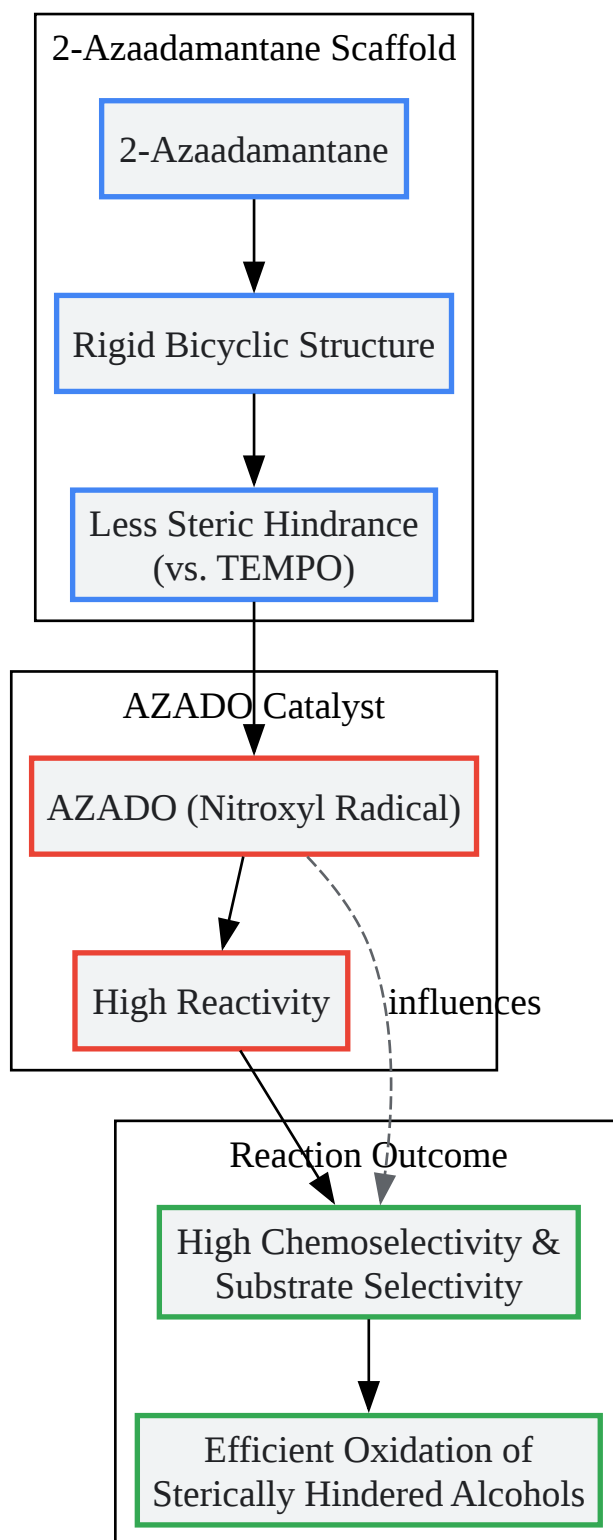 2-Azaadamantane Scaffold
2-Azaadamantane
Rigid Bicyclic Structure
Less Steric Hindrance
(vs. TEMPO)
AZADO Catalyst
AZADO (Nitroxyl Radical)
High Reactivity
influences
Reaction Outcome
High Chemoselectivity &
Substrate Selectivity
Efficient Oxidation of
Sterically Hindered Alcohols